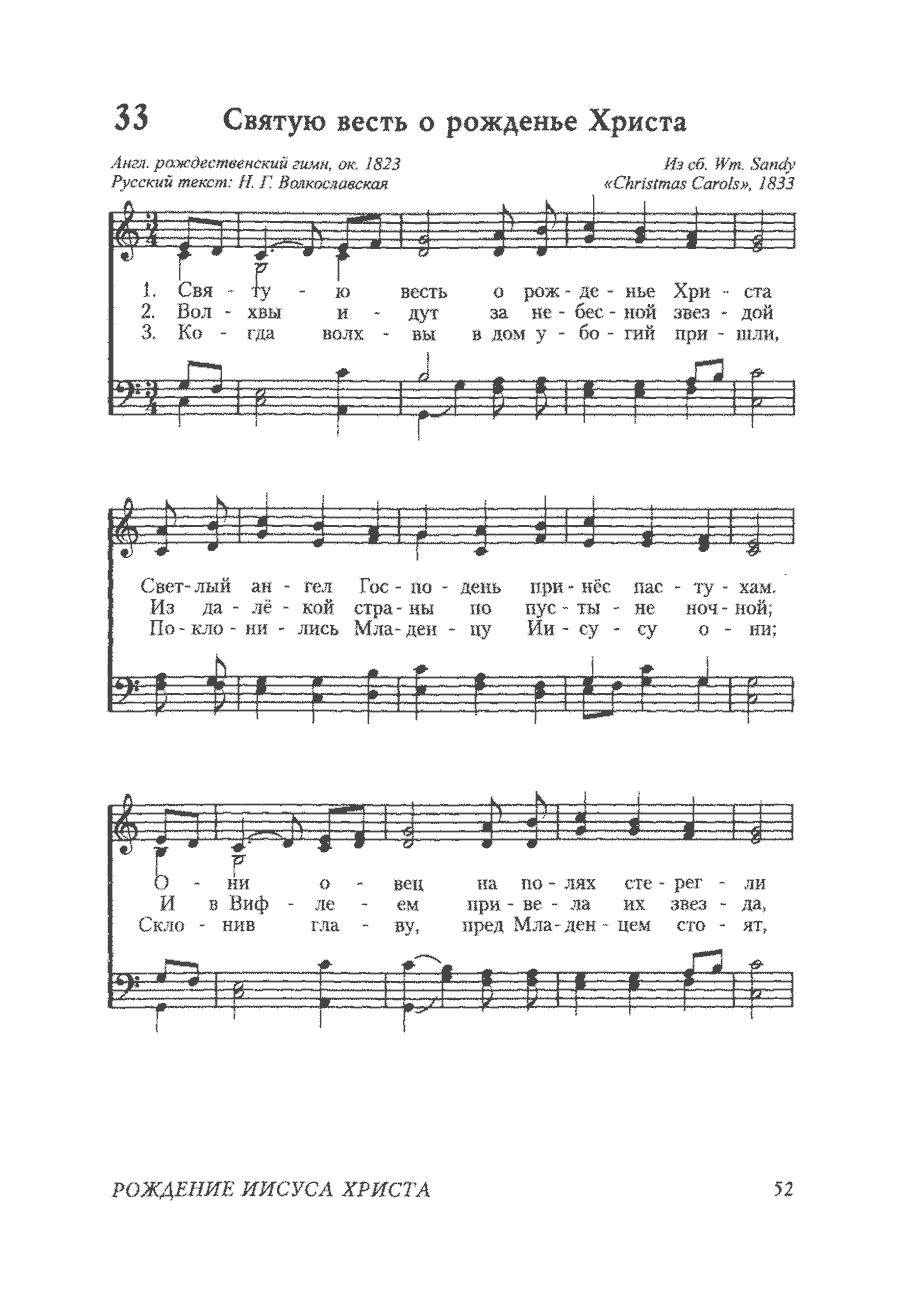 33 Святую весть о рожденье Христа
Англ. рождественский гимн, ок. 1823 Из сб. Wm. Sandy
Русский текст: Н. Г. Волкославская «Christmas Carols», 1833
1. Свя - ту - ю весть о рож - де - нье Хри - ста
2. Вол - хвы и - дут за не - бес - ной звез - дой
3. Ко - гда волх - вы в дом у - бо - гий при - шли,
Свет-лый ан - гел Гос - по - день при - нёс пас - ту - хам.
Из да - лё - кой стра - ны по пус - ты - не ноч - ной;
По - кло - ни - лись Мла- ден - цу Ии - су - су о - ни;
О - ни о - вец на по - лях сте - рег - ли
И в Виф - ле - ем при - ве - ла их звез - да,
Скло - нив гла - ву, пред Мла- ден - цем сто - ят,
РОЖДЕНИЕ ИИСУСА ХРИСТА 52